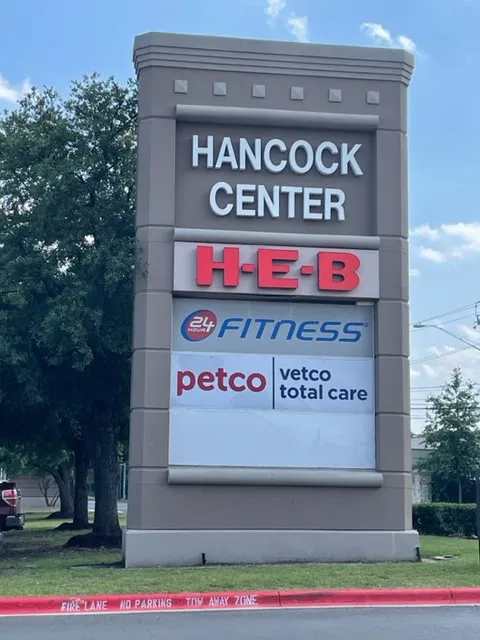 HANCOCK
CENTER
H-E-B
24 HOUR FITNESS
petco | vetco
total care
FIRE LANE NO PARKING TOW AWAY ZONE